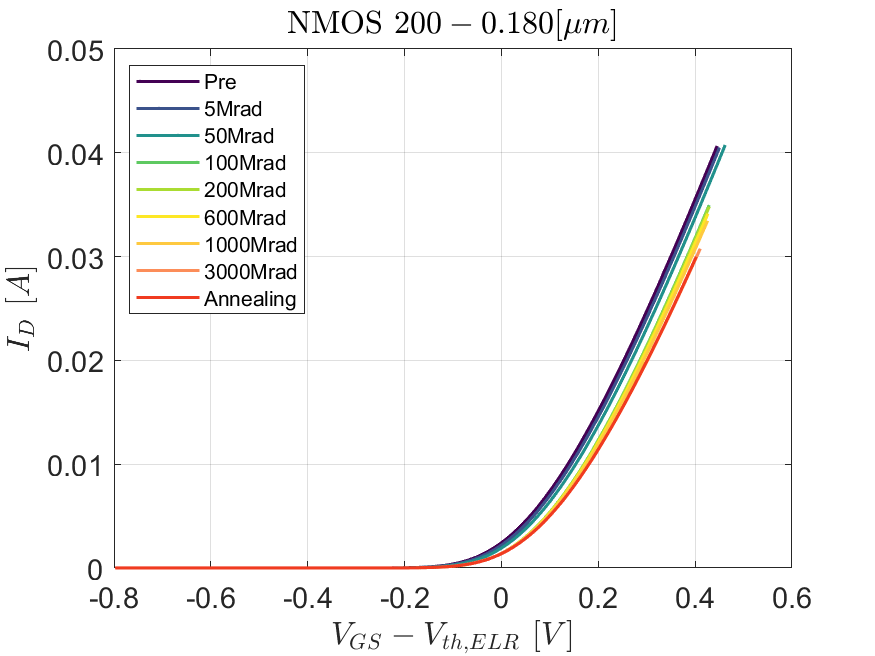 NMOS 200 − 0.180[μm]
0.05
0.04
0.03
0.02
0.01
0
I_D [A]
Pre
5Mrad
50Mrad
100Mrad
200Mrad
600Mrad
1000Mrad
3000Mrad
Annealing
-0.8 -0.6 -0.4 -0.2 0 0.2 0.4 0.6
V_GS − V_th,ELR [V]